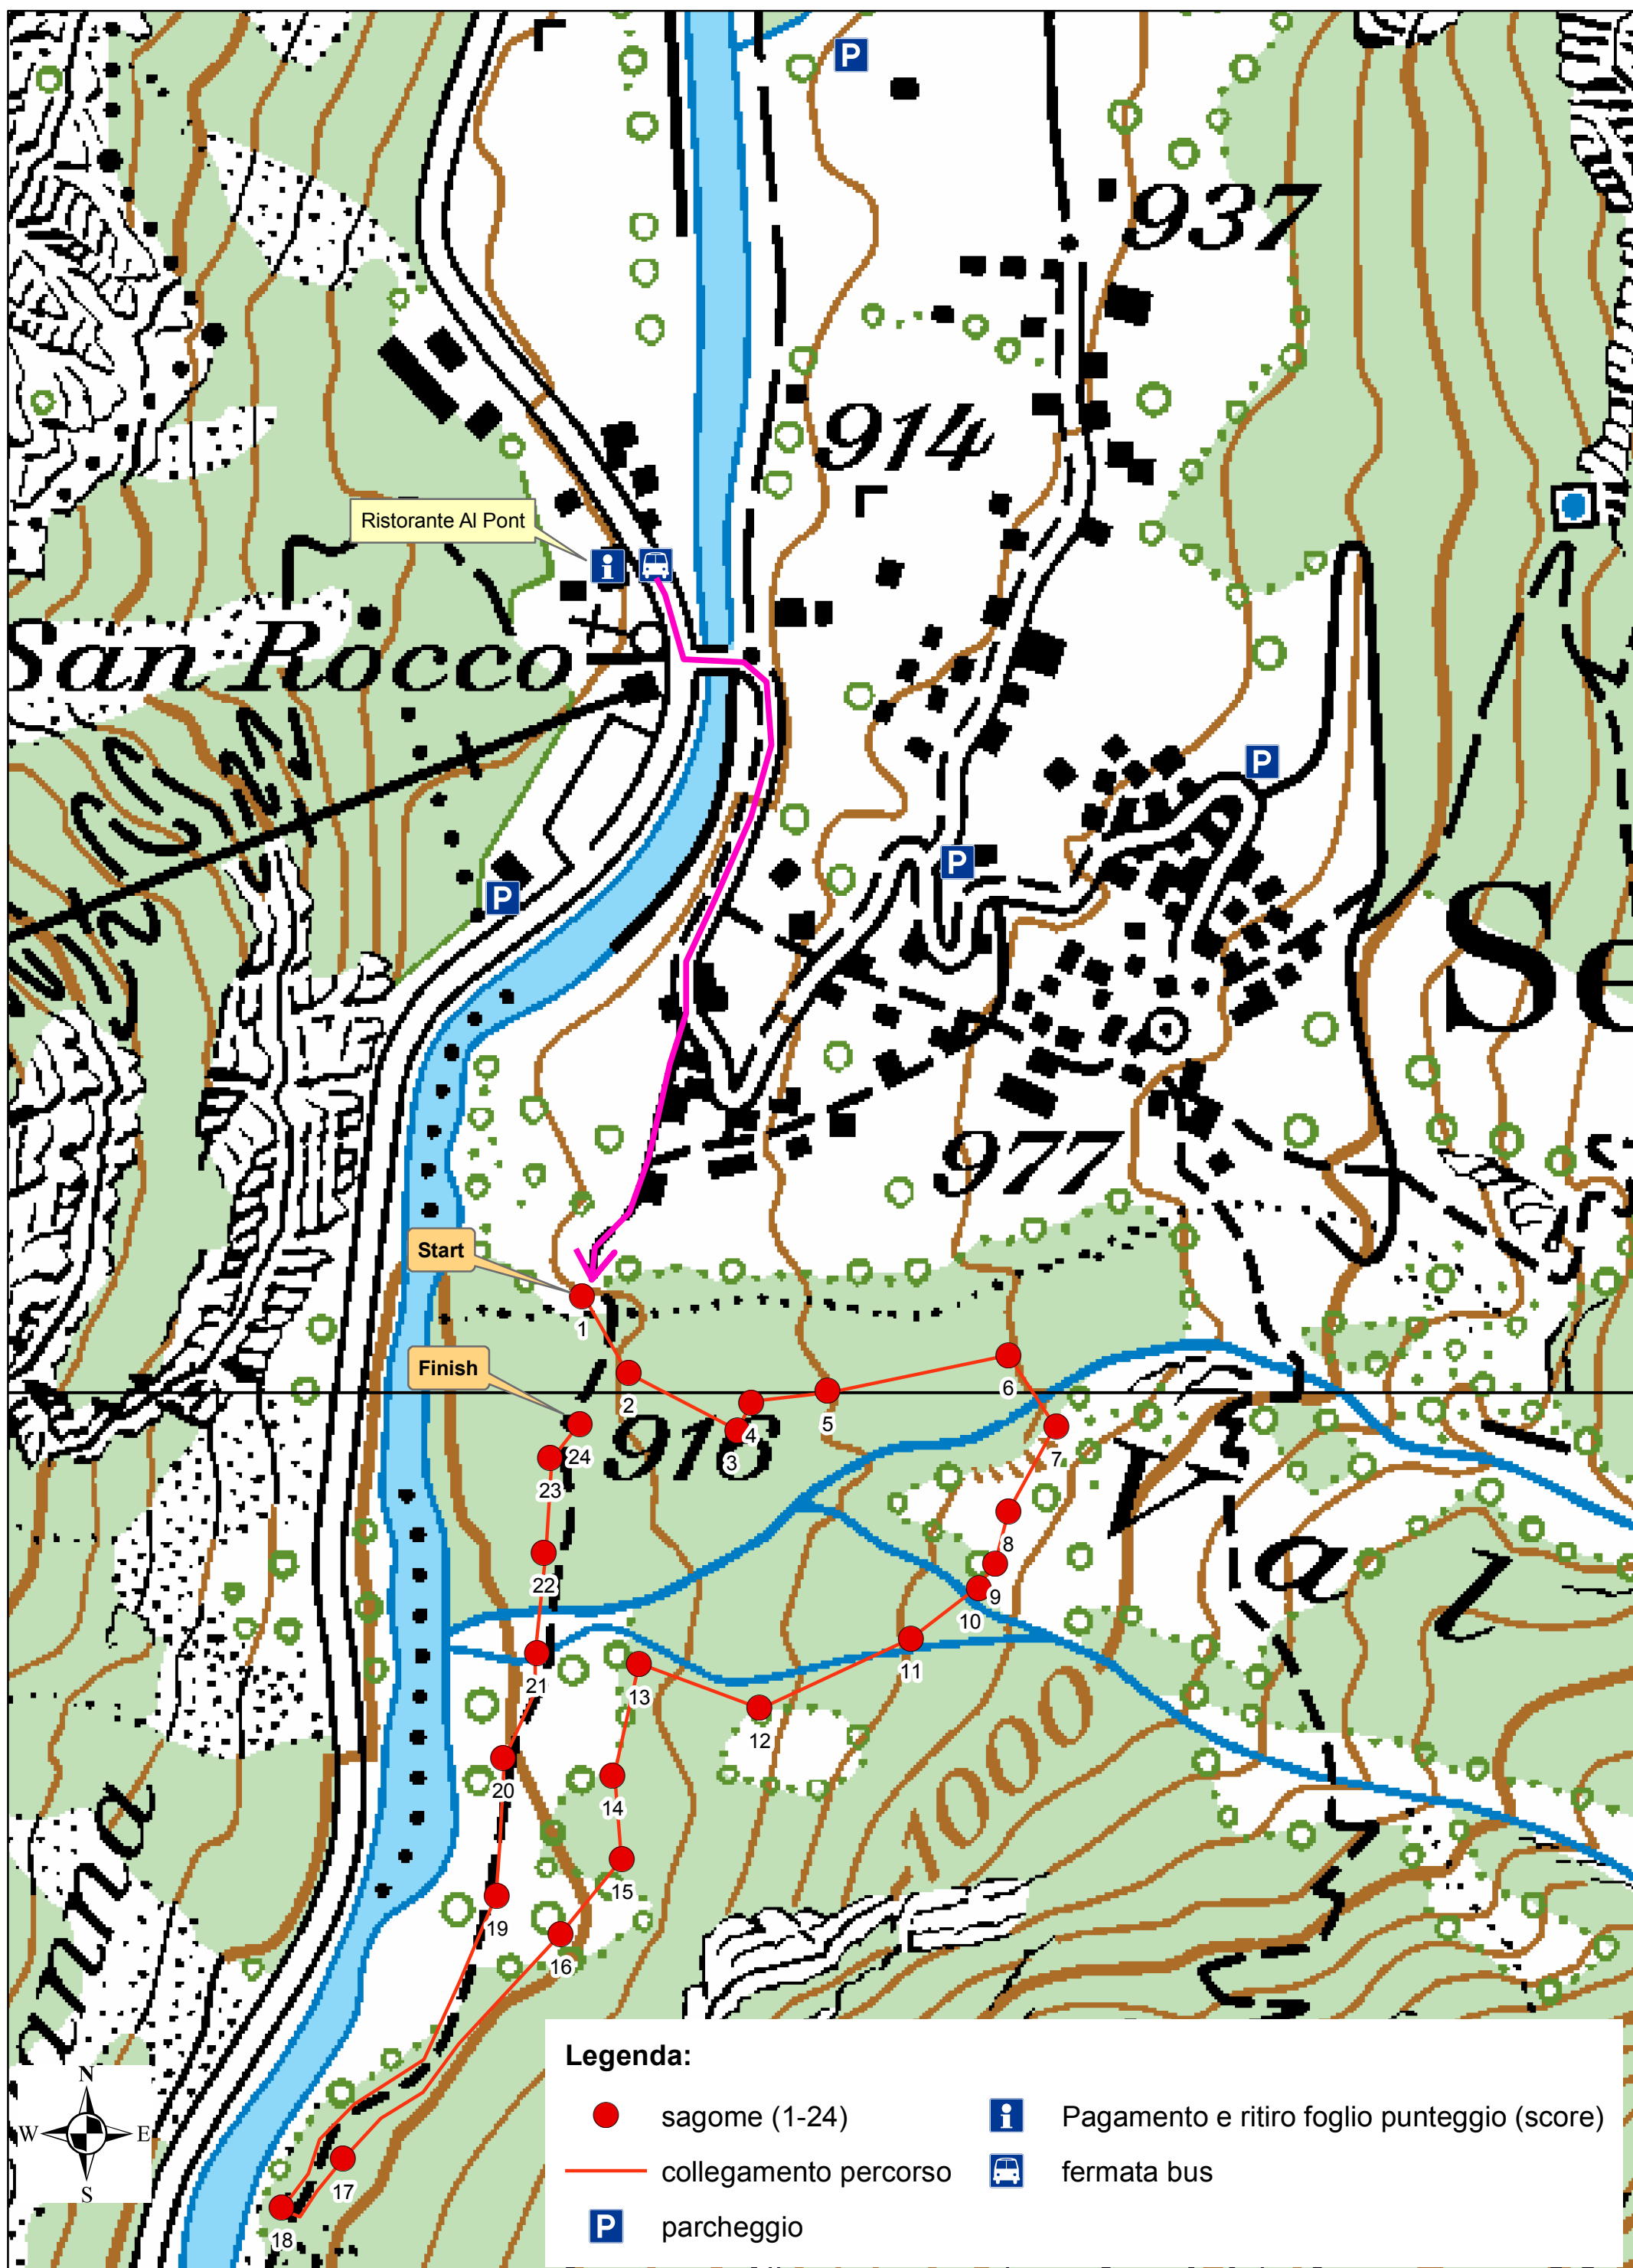 P
937
914
Ristorante Al Pont
i
San Rocco
P
P
P
Se
977
Start
1
Finish
2
6
5
4
3
7
24
916
23
V
8
a
l
22
9
10
11
21
13
12
20
14
1000
15
19
16
anna
17
18
N
W E
S
Legenda:
sagome (1-24)
i Pagamento e ritiro foglio punteggio (score)
collegamento percorso
fermata bus
P parcheggio